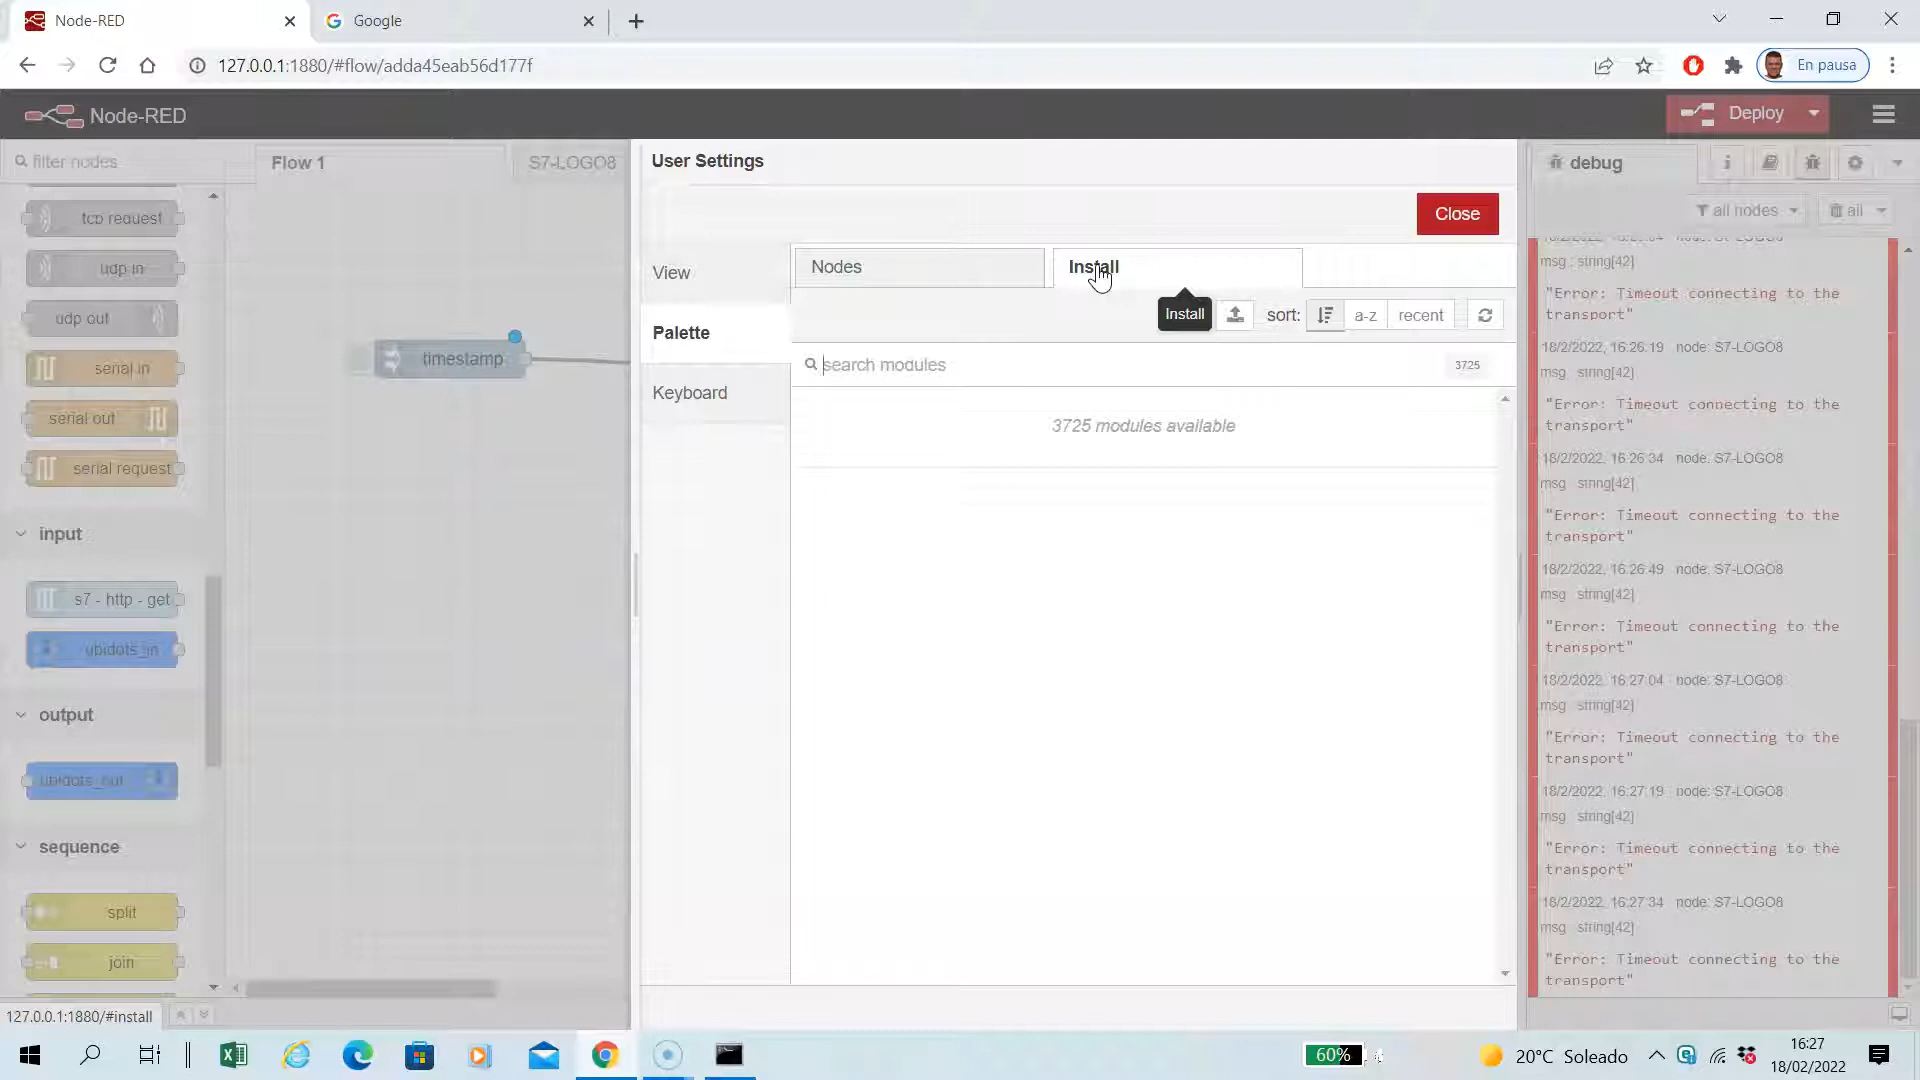 Node-RED
Google
127.0.0.1:1880/#flow/adda45eab56d177f
En pausa
Node-RED
Deploy
filter nodes
Flow 1
S7-LOGO8
User Settings
debug
Close
all nodes
all
tcp request
udp in
udp out
serial in
serial out
serial request
input
s7 - http - get
ubidots_in
output
ubidots_out
sequence
split
join
timestamp
View
Palette
Keyboard
Nodes
Install
Install
sort:
a-z
recent
search modules
3725
3725 modules available
msg : string[42]
"Error: Timeout connecting to the
transport"
18/2/2022, 16:26:19 node: S7-LOGO8
msg : string[42]
"Error: Timeout connecting to the
transport"
18/2/2022, 16:26:34 node: S7-LOGO8
msg : string[42]
"Error: Timeout connecting to the
transport"
18/2/2022, 16:26:49 node: S7-LOGO8
msg : string[42]
"Error: Timeout connecting to the
transport"
18/2/2022, 16:27:04 node: S7-LOGO8
msg : string[42]
"Error: Timeout connecting to the
transport"
18/2/2022, 16:27:19 node: S7-LOGO8
msg : string[42]
"Error: Timeout connecting to the
transport"
18/2/2022, 16:27:34 node: S7-LOGO8
msg : string[42]
"Error: Timeout connecting to the
transport"
127.0.0.1:1880/#install
60%
20°C Soleado
16:27
18/02/2022